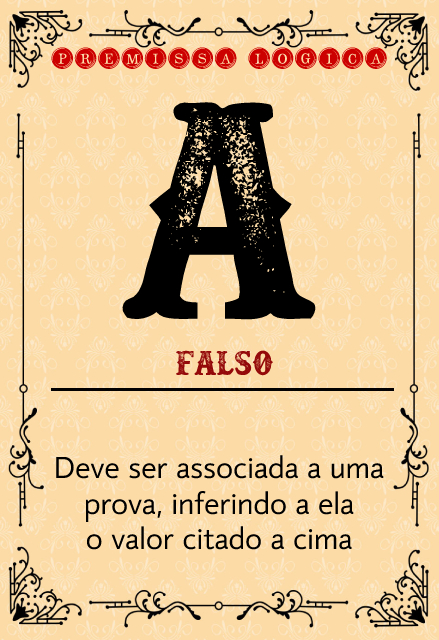 PREMISSA LOGICA
A
FALSO
Deve ser associada a uma
prova, inferindo a ela
o valor citado a cima